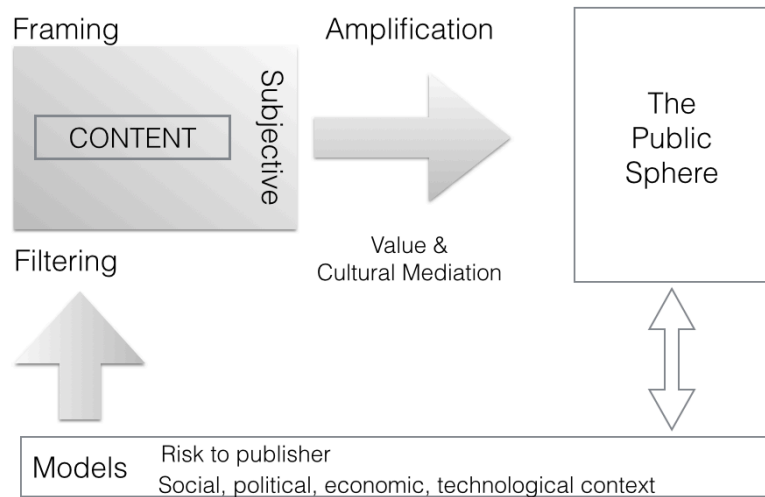 Framing
Amplification
CONTENT
Subjective
The
Public
Sphere
Filtering
Value &
Cultural Mediation
Models
Risk to publisher
Social, political, economic, technological context